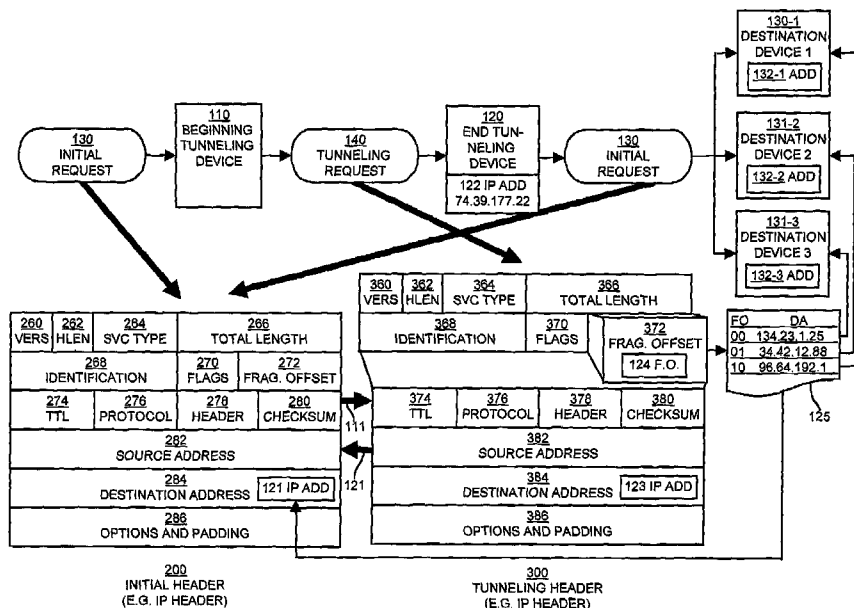 130-1
DESTINATION
DEVICE 1
132-1 ADD
110
BEGINNING
TUNNELING
DEVICE
120
END TUN-
NELING
DEVICE
122 IP ADD
74.39.177.22
130
INITIAL
REQUEST
140
TUNNELING
REQUEST
130
INITIAL
REQUEST
131-2
DESTINATION
DEVICE 2
132-2 ADD
131-3
DESTINATION
DEVICE 3
132-3 ADD
360 362 364 366
VERS HLEN SVC TYPE TOTAL LENGTH
368 370 372
IDENTIFICATION FLAGS FRAG. OFFSET
124 F.O.
FO DA
00 134.23.1.25
01 34.42.12.88
10 96.64.192.1
125
260 262 284 266
VERS HLEN SVC TYPE TOTAL LENGTH
268 270 272
IDENTIFICATION FLAGS FRAG. OFFSET
274 276 278 280
TTL PROTOCOL HEADER CHECKSUM
111
374 376 378 380
TTL PROTOCOL HEADER CHECKSUM
282
SOURCE ADDRESS
121
382
SOURCE ADDRESS
284
DESTINATION ADDRESS 121 IP ADD
384
DESTINATION ADDRESS 123 IP ADD
286
OPTIONS AND PADDING
386
OPTIONS AND PADDING
200
INITIAL HEADER
(E.G. IP HEADER)
300
TUNNELING HEADER
(E.G. IP HEADER)